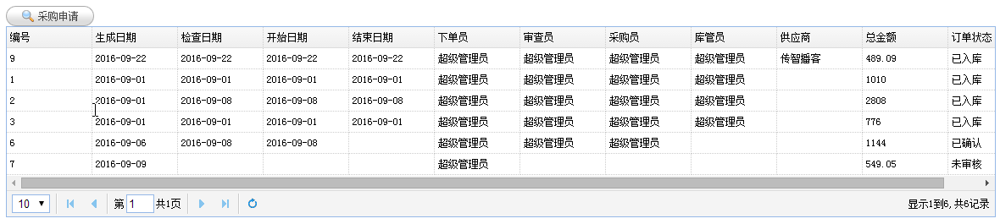 采购申请
编号 生成日期 检查日期 开始日期 结束日期 下单员 审查员 采购员 库管员 供应商 总金额 订单状态
9 2016-09-22 2016-09-22 2016-09-22 2016-09-22 超级管理员 超级管理员 超级管理员 超级管理员 传智播客 489.09 已入库
1 2016-09-01 2016-09-01 2016-09-01 2016-09-01 超级管理员 超级管理员 超级管理员 超级管理员 1010 已入库
2 2016-09-01 2016-09-08 2016-09-08 2016-09-08 超级管理员 超级管理员 超级管理员 超级管理员 2808 已入库
3 2016-09-01 2016-09-01 2016-09-01 2016-09-01 超级管理员 超级管理员 超级管理员 超级管理员 776 已入库
6 2016-09-06 2016-09-08 2016-09-08 超级管理员 超级管理员 超级管理员 1144 已确认
7 2016-09-09 超级管理员 549.05 未审核
10 第 1 共1页 显示1到6,共6记录